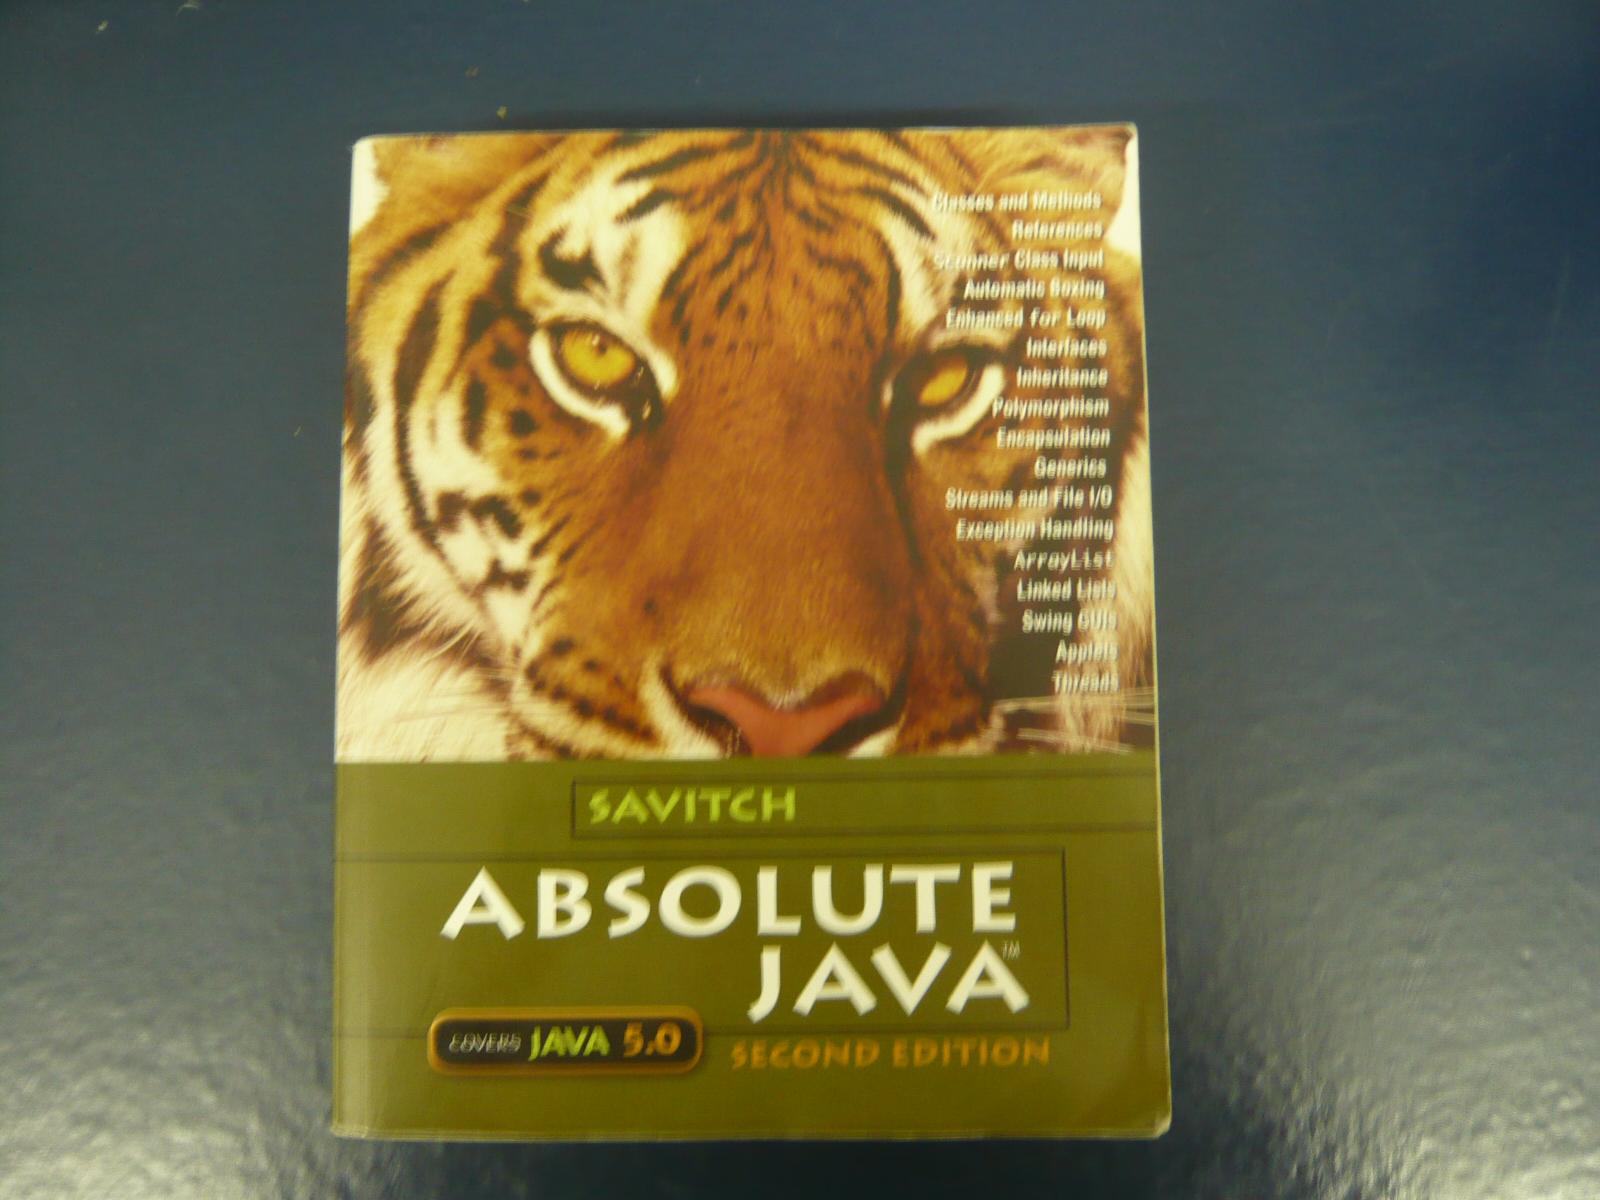 Classes and Methods
References
Scanner Class Input
Automatic Boxing
Enhanced for Loop
Interfaces
Inheritance
Polymorphism
Encapsulation
Generics
Streams and File I/O
Exception Handling
ArrayList
Linked Lists
Swing GUIs
Applets
Threads
SAVITCH
ABSOLUTE
JAVA™
COVERS JAVA 5.0
SECOND EDITION